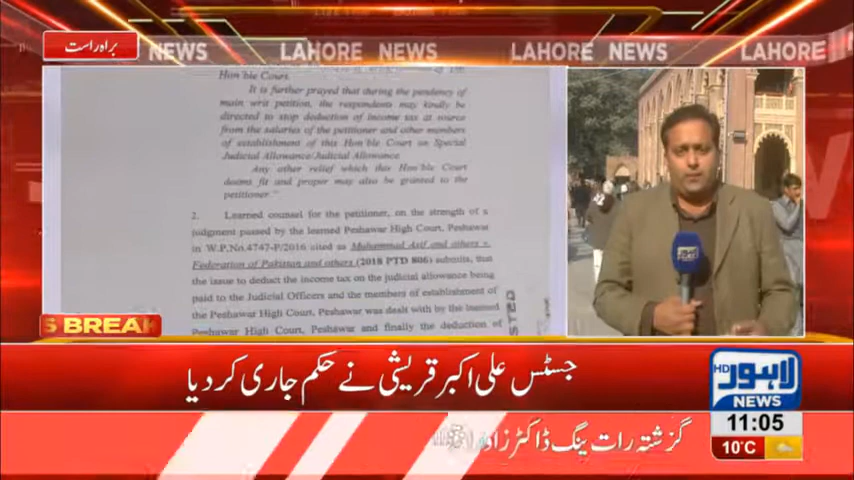 براہ راست
NEWS
LAHORE NEWS
LAHORE NEWS
LAHORE
Hon'ble Court.
It is further prayed that during the pendency of
main writ petition, the respondents may kindly be
directed to stop deduction of income tax at source
from the salaries of the petitioner and other members
of establishment of this Hon'ble Court on Special
Judicial Allowance/Judicial Allowance.
Any other relief which this Hon'ble Court
deems fit and proper may also be granted to the
petitioner."
2. Learned counsel for the petitioner, on the strength of a
judgment passed by the learned Peshawar High Court, Peshawar
in W.P.No.4747-P/2016 cited as Muhammad Asif and others v.
Federation of Pakistan and others (2018 PTD 806) submits, that
the issue to deduct the income tax on the judicial allowance being
paid to the Judicial Officers and the members of establishment of
the Peshawar High Court, Peshawar was dealt with by the learned
Peshawar High Court, Peshawar and finally the deduction of
S BREAK
جسٹس علی اکبر قریشی نے حکم جاری کر دیا
HD لاہور
NEWS
11:05
10°C
گزشتہ رات ینگ ڈاکٹرز